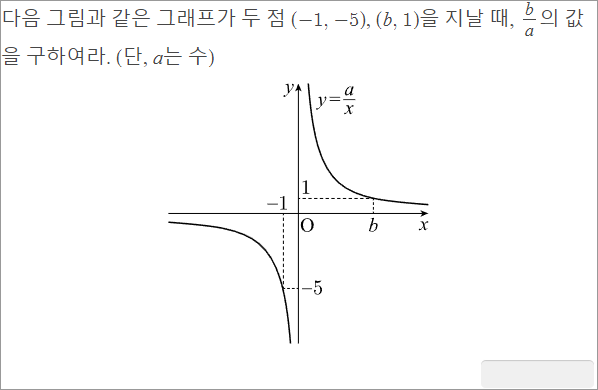 다음 그림과 같은 그래프가 두 점 (−1, −5), (b, 1)을 지날 때, b/a의 값
을 구하여라. (단, a는 수)
y
y=a/x
1
−1
O
b
x
−5